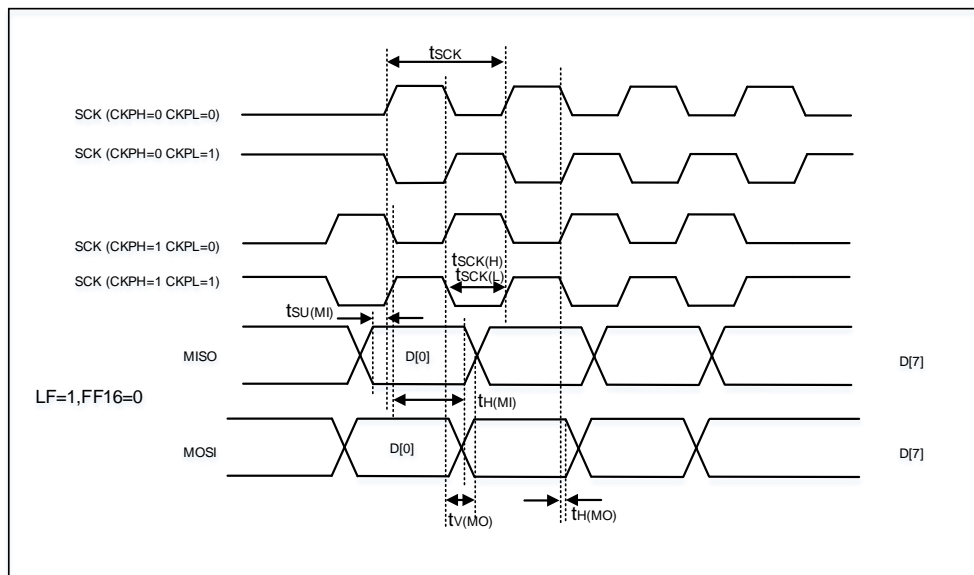 tSCK
SCK (CKPH=0 CKPL=0)
SCK (CKPH=0 CKPL=1)
SCK (CKPH=1 CKPL=0)
tSCK(H)
tSCK(L)
SCK (CKPH=1 CKPL=1)
tSU(MI)
MISO
D[0]
D[7]
LF=1,FF16=0
tH(MI)
MOSI
D[0]
D[7]
tV(MO)
tH(MO)